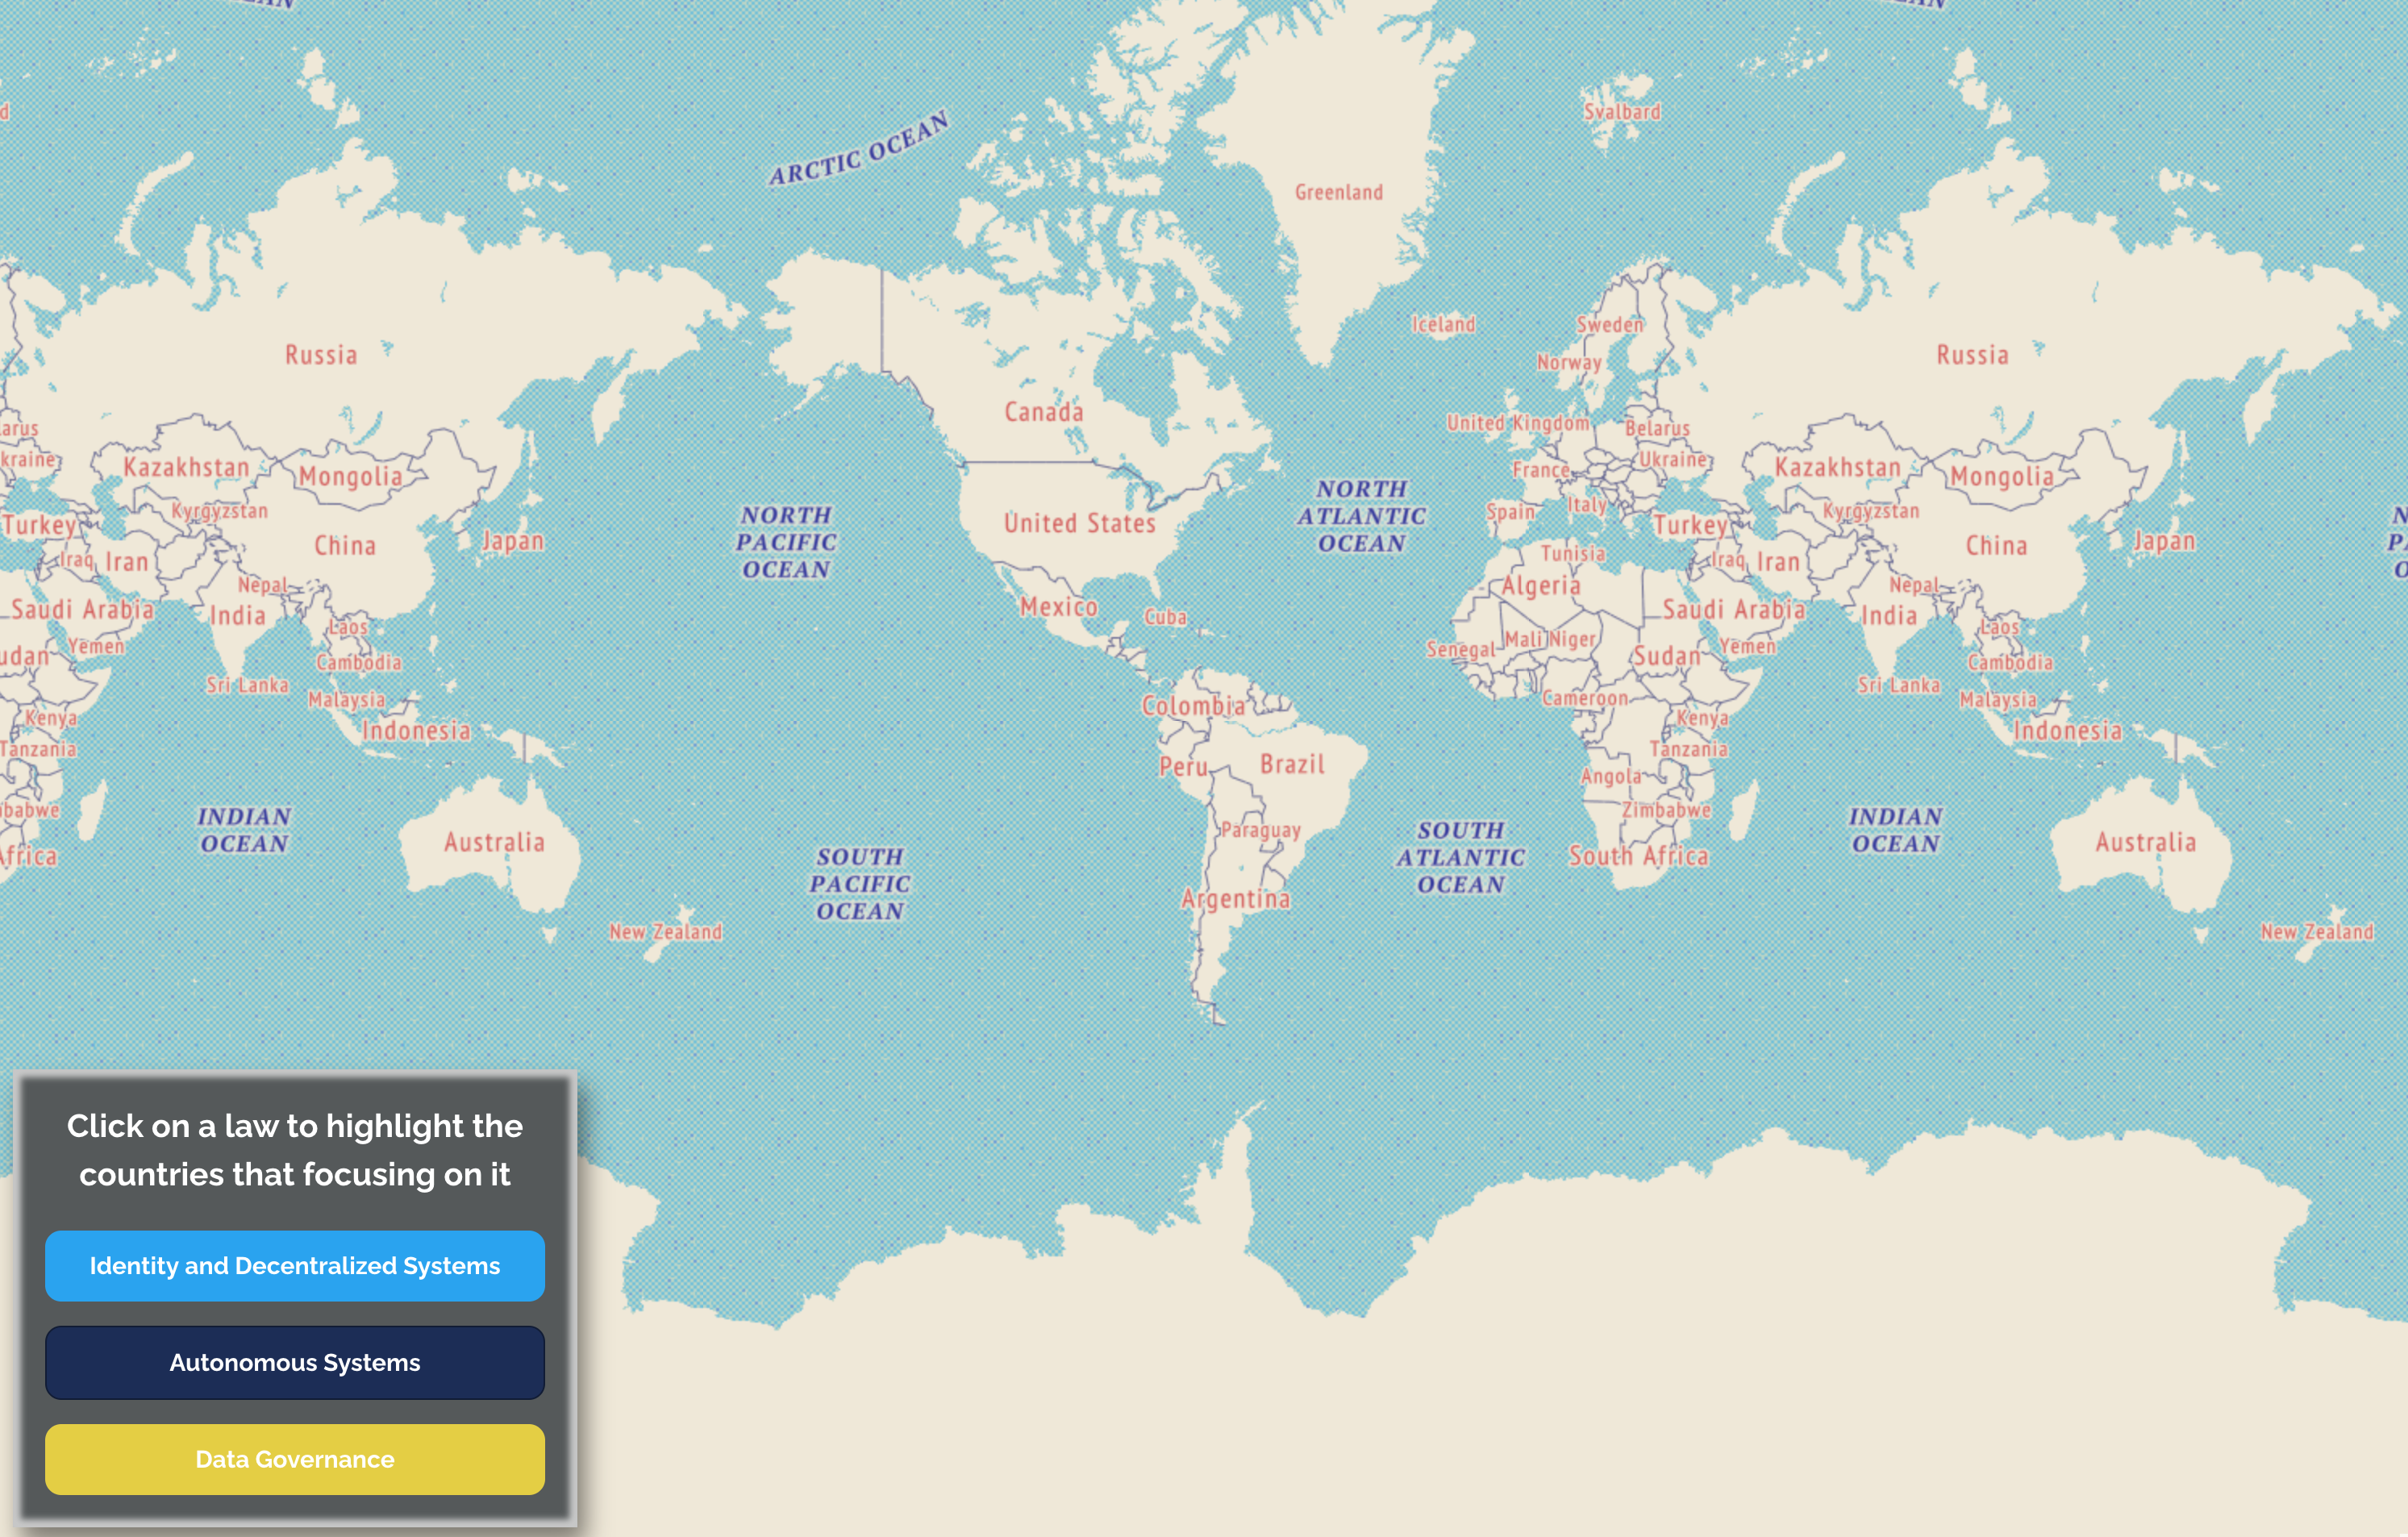 Svalbard
ARCTIC OCEAN
Greenland
Iceland
Sweden
Norway
Russia
Russia
Canada
United Kingdom
Belarus
France
Ukraine
Kazakhstan
Mongolia
Kazakhstan
Mongolia
NORTH
ATLANTIC
OCEAN
Kyrgyzstan
Spain
Italy
Kyrgyzstan
NORTH
PACIFIC
OCEAN
Turkey
United States
Turkey
China
Japan
China
Japan
Iraq
Iran
Tunisia
Iraq
Iran
Nepal
Algeria
Nepal
Saudi Arabia
India
Mexico
Cuba
Saudi Arabia
India
Laos
Laos
Yemen
Senegal
Mali
Niger
Yemen
Sudan
Cambodia
Cambodia
Sri Lanka
Sri Lanka
Malaysia
Cameroon
Malaysia
Colombia
Kenya
Kenya
Indonesia
Indonesia
Tanzania
Tanzania
Peru
Brazil
Angola
INDIAN
OCEAN
Zimbabwe
INDIAN
OCEAN
Paraguay
SOUTH
ATLANTIC
OCEAN
Australia
Australia
SOUTH
PACIFIC
OCEAN
South Africa
Argentina
New Zealand
New Zealand
Click on a law to highlight the
countries that focusing on it
Identity and Decentralized Systems
Autonomous Systems
Data Governance